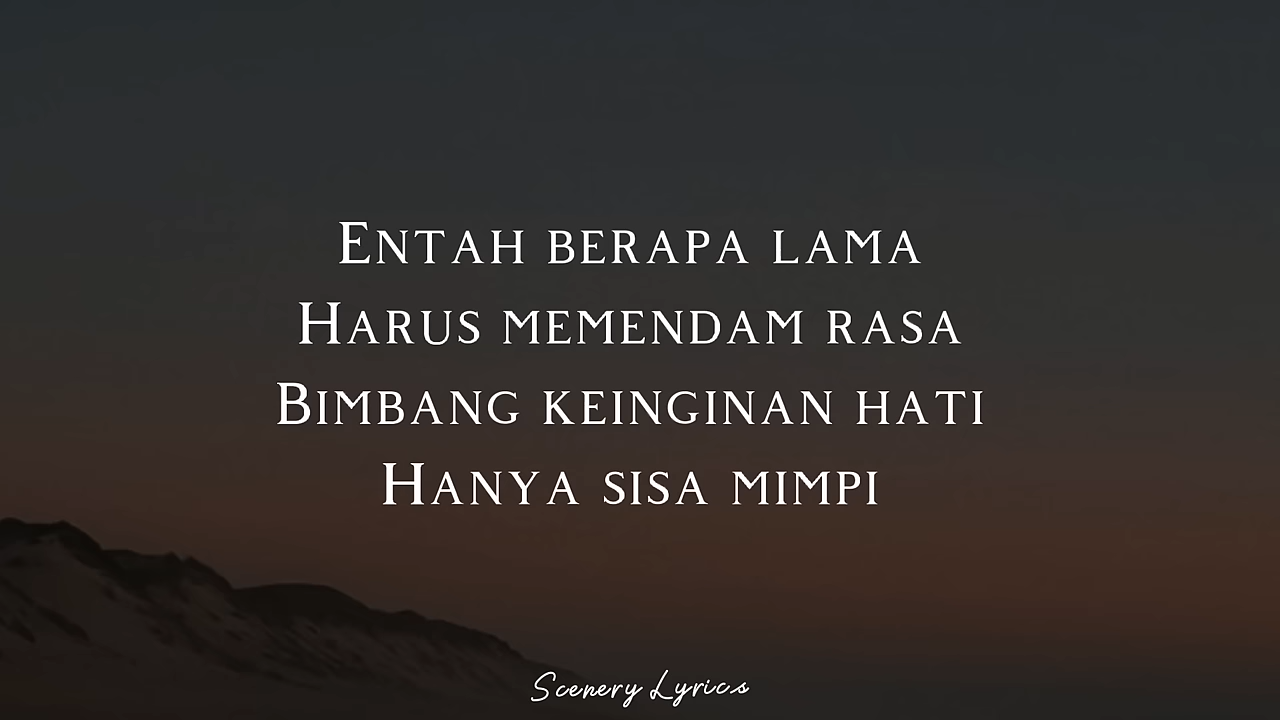 Entah berapa lama
Harus memendam rasa
Bimbang keinginan hati
Hanya sisa mimpi
Scenery Lyrics